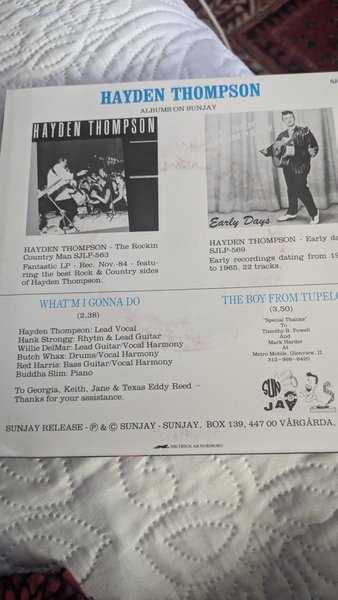 SJ
HAYDEN THOMPSON
ALBUMS ON SUNJAY
HAYDEN THOMPSON
Early Days
HAYDEN THOMPSON - The Rockin
Country Man SJLP-563
Fantastic LP - Rec. Nov.-84 - featu-
ring the best Rock & Country sides
of Hayden Thompson.
HAYDEN THOMPSON - Early da
SJLP-569
Early recordings dating from 19
to 1965. 22 tracks.
WHAT'M I GONNA DO
(2,38)
Hayden Thompson: Lead Vocal
Hank Strongg: Rhytm & Lead Guitar
Willie DelMar: Lead Guitar/Vocal Harmony
Butch Whax: Drums/Vocal Harmony
Red Harris: Bass Guitar/Vocal Harmony
Buddha Slim: Piano
To Georgia, Keith, Jane & Texas Eddy Reed –
Thanks for your assistance.
THE BOY FROM TUPELO
(3,50)
"Special Thanks"
To
Timothy R. Powell
And
Mark Harder
At
Metro Mobile, Glenview, Il.
312-998-6420
SUN
JAY
SUNJAY RELEASE - Ⓟ & © SUNJAY - SUNJAY, BOX 139, 447 00 VÅRGÅRDA,
SIB-TRYCK AB NORSBORG